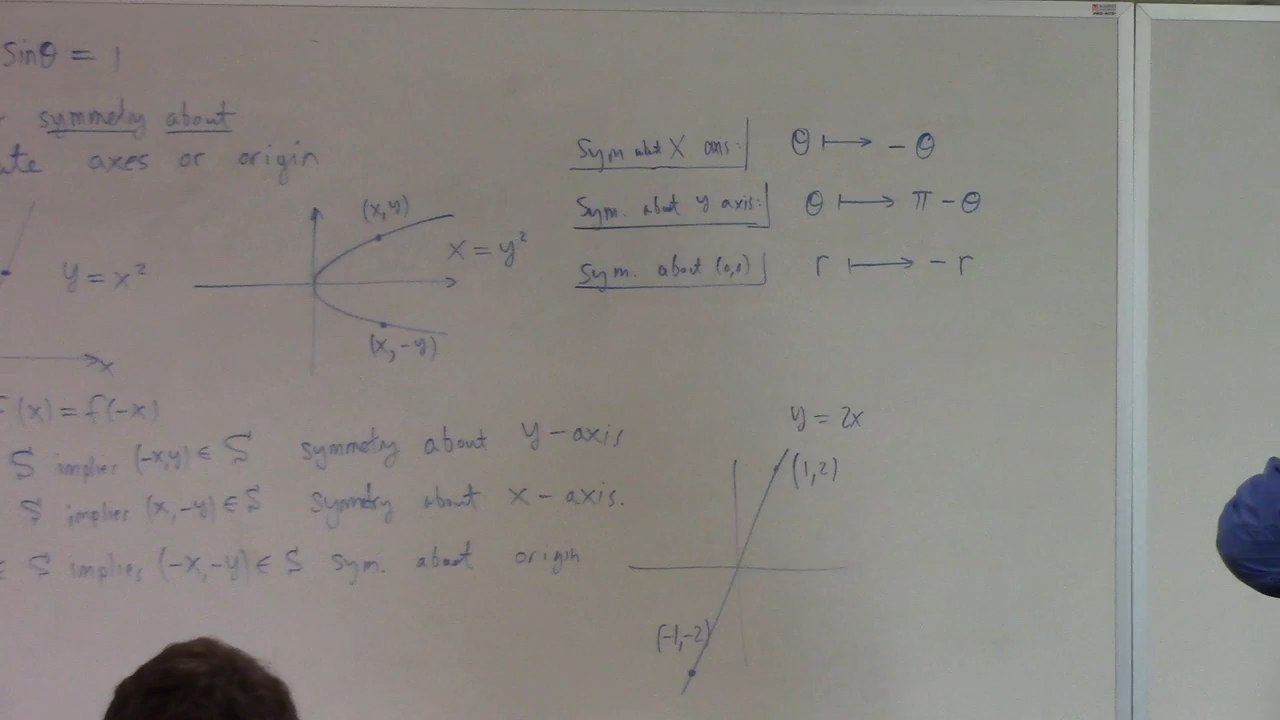 Sinθ = 1
symmetry about
ate axes or origin
y = x²
(x,y)
x = y²
(x,-y)
x
Sym abt X axis: θ ⟼ -θ
Sym. about y axis: θ ⟼ π - θ
Sym. about (0,0) r ⟼ -r
f(x) = f(-x)
S implies (-x,y) ∈ S symmetry about y-axis
S implies (x,-y) ∈ S symmetry about x-axis.
∈ S implies (-x,-y) ∈ S sym. about origin
y = 2x
(1,2)
(-1,-2)